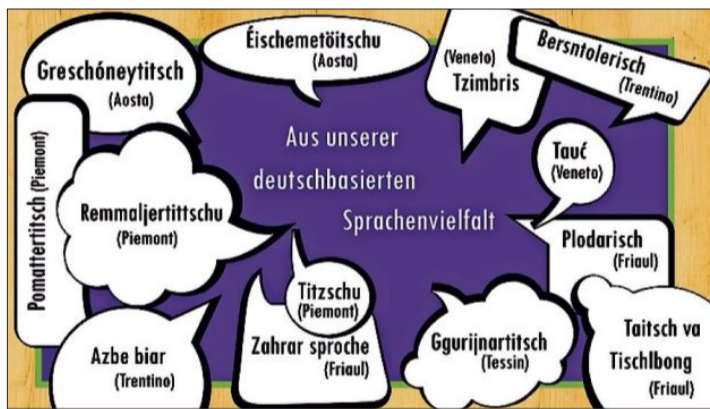 Greschóneytitsch
(Aosta)
Éischemetöitschu
(Aosta)
(Veneto)
Tzimbris
Bersntolerisch
(Trentino)
Pomattertitsch (Piemont)
Remmaljertittschu
(Piemont)
Aus unserer
deutschbasierten
Sprachenvielfalt
Tauć
(Veneto)
Plodarisch
(Friaul)
Azbe biar
(Trentino)
Titzschu
(Piemont)
Zahrar sproche
(Friaul)
Ggurijnartitsch
(Tessin)
Taitsch va
Tischlbong
(Friaul)